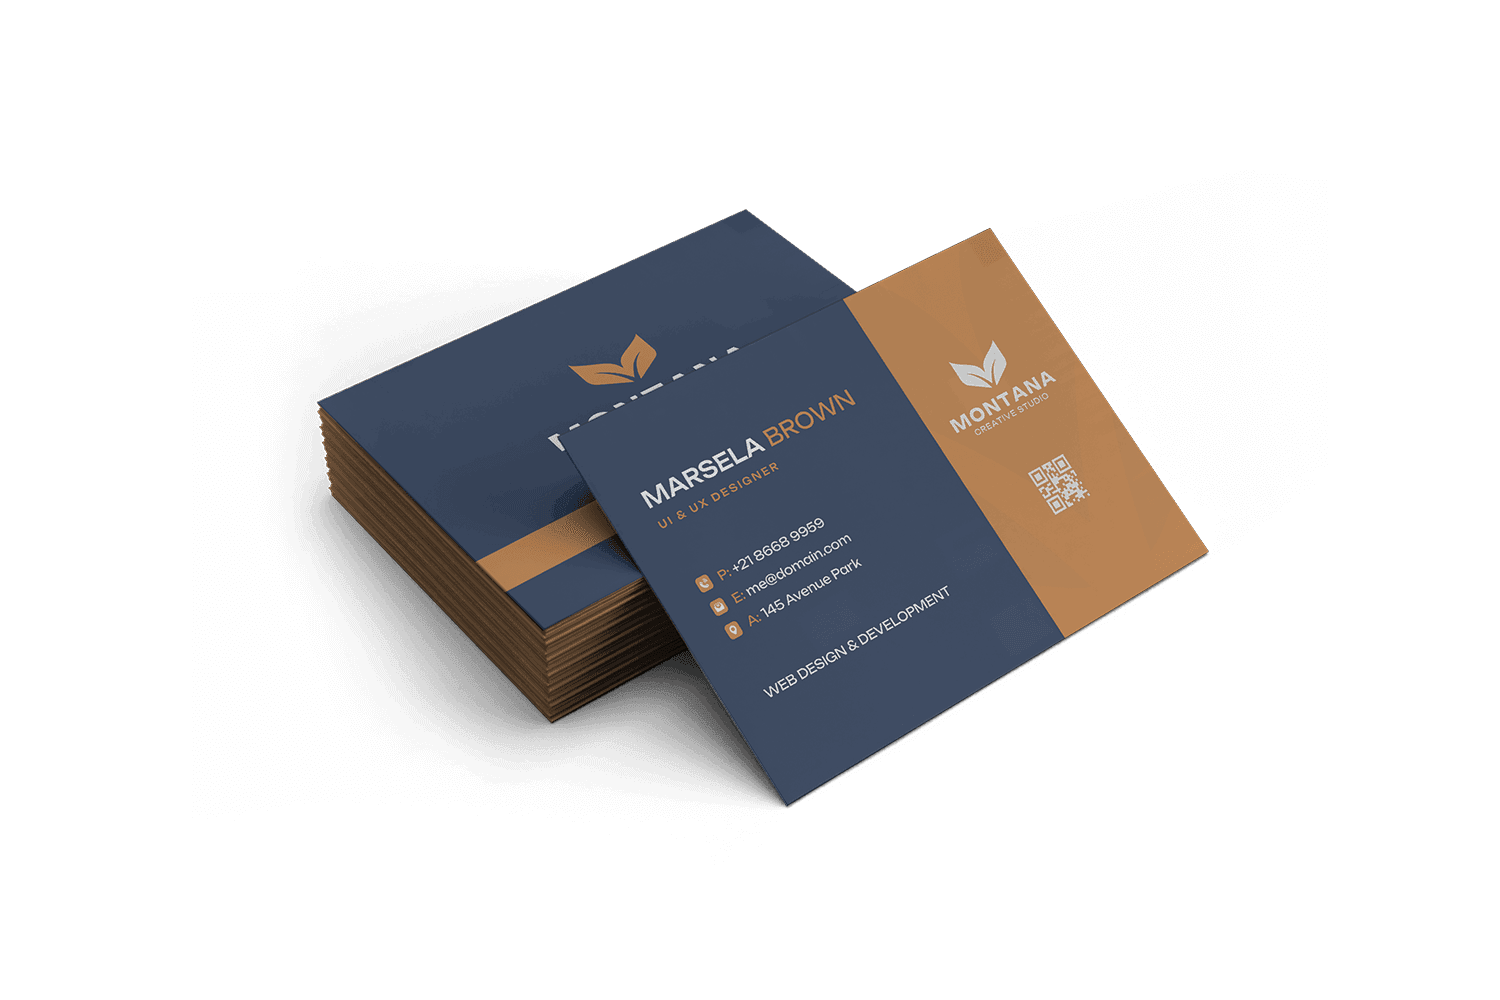 MONTANA
MARSELA BROWN
UI & UX DESIGNER
P: +21 8668 9959
E: me@domain.com
A: 145 Avenue Park
WEB DESIGN & DEVELOPMENT
MONTANA
CREATIVE STUDIO